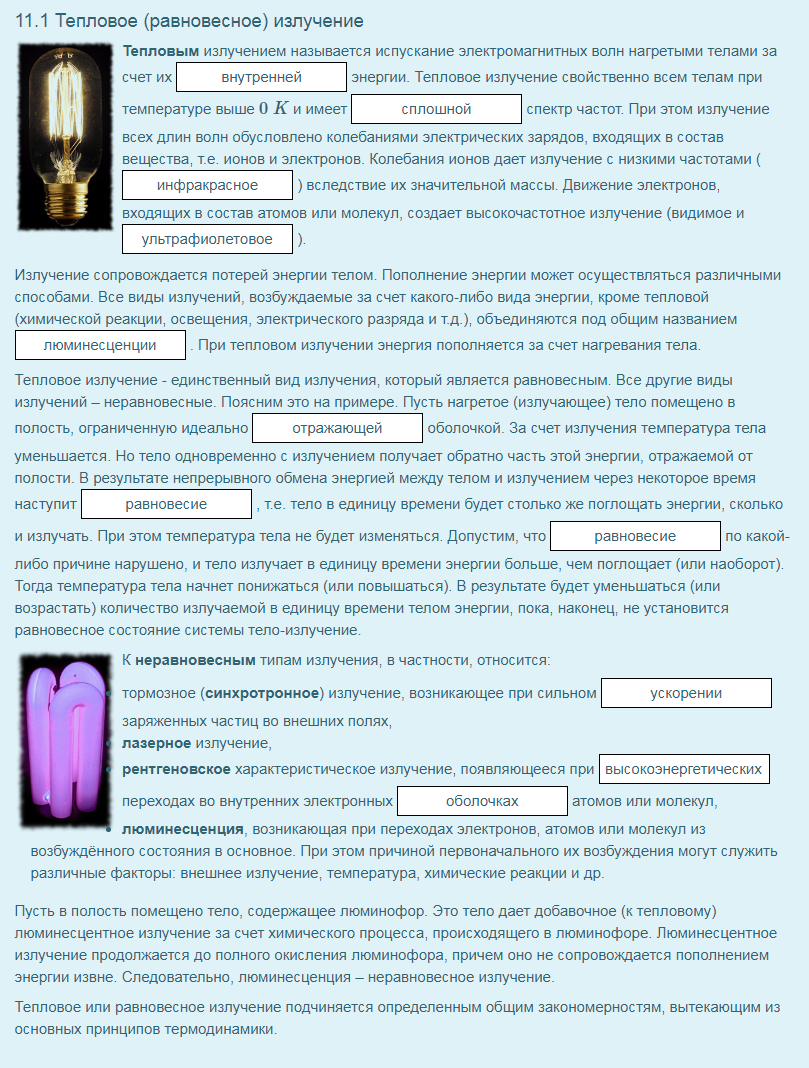 11.1 Тепловое (равновесное) излучение
Тепловым излучением называется испускание электромагнитных волн нагретыми телами за
счет их внутренней энергии. Тепловое излучение свойственно всем телам при
температуре выше 0 K и имеет сплошной спектр частот. При этом излучение
всех длин волн обусловлено колебаниями электрических зарядов, входящих в состав
вещества, т.е. ионов и электронов. Колебания ионов дает излучение с низкими частотами (
инфракрасное ) вследствие их значительной массы. Движение электронов,
входящих в состав атомов или молекул, создает высокочастотное излучение (видимое и
ультрафиолетовое ).
Излучение сопровождается потерей энергии телом. Пополнение энергии может осуществляться различными
способами. Все виды излучений, возбуждаемые за счет какого-либо вида энергии, кроме тепловой
(химической реакции, освещения, электрического разряда и т.д.), объединяются под общим названием
люминесценции . При тепловом излучении энергия пополняется за счет нагревания тела.
Тепловое излучение - единственный вид излучения, который является равновесным. Все другие виды
излучений – неравновесные. Поясним это на примере. Пусть нагретое (излучающее) тело помещено в
полость, ограниченную идеально отражающей оболочкой. За счет излучения температура тела
уменьшается. Но тело одновременно с излучением получает обратно часть этой энергии, отражаемой от
полости. В результате непрерывного обмена энергией между телом и излучением через некоторое время
наступит равновесие , т.е. тело в единицу времени будет столько же поглощать энергии, сколько
и излучать. При этом температура тела не будет изменяться. Допустим, что равновесие по какой-
либо причине нарушено, и тело излучает в единицу времени энергии больше, чем поглощает (или наоборот).
Тогда температура тела начнет понижаться (или повышаться). В результате будет уменьшаться (или
возрастать) количество излучаемой в единицу времени телом энергии, пока, наконец, не установится
равновесное состояние системы тело-излучение.
К неравновесным типам излучения, в частности, относится:
тормозное (синхротронное) излучение, возникающее при сильном ускорении
заряженных частиц во внешних полях,
лазерное излучение,
рентгеновское характеристическое излучение, появляющееся при высокоэнергетических
переходах во внутренних электронных оболочках атомов или молекул,
люминесценция, возникающая при переходах электронов, атомов или молекул из
возбуждённого состояния в основное. При этом причиной первоначального их возбуждения могут служить
различные факторы: внешнее излучение, температура, химические реакции и др.
Пусть в полость помещено тело, содержащее люминофор. Это тело дает добавочное (к тепловому)
люминесцентное излучение за счет химического процесса, происходящего в люминофоре. Люминесцентное
излучение продолжается до полного окисления люминофора, причем оно не сопровождается пополнением
энергии извне. Следовательно, люминесценция – неравновесное излучение.
Тепловое или равновесное излучение подчиняется определенным общим закономерностям, вытекающим из
основных принципов термодинамики.